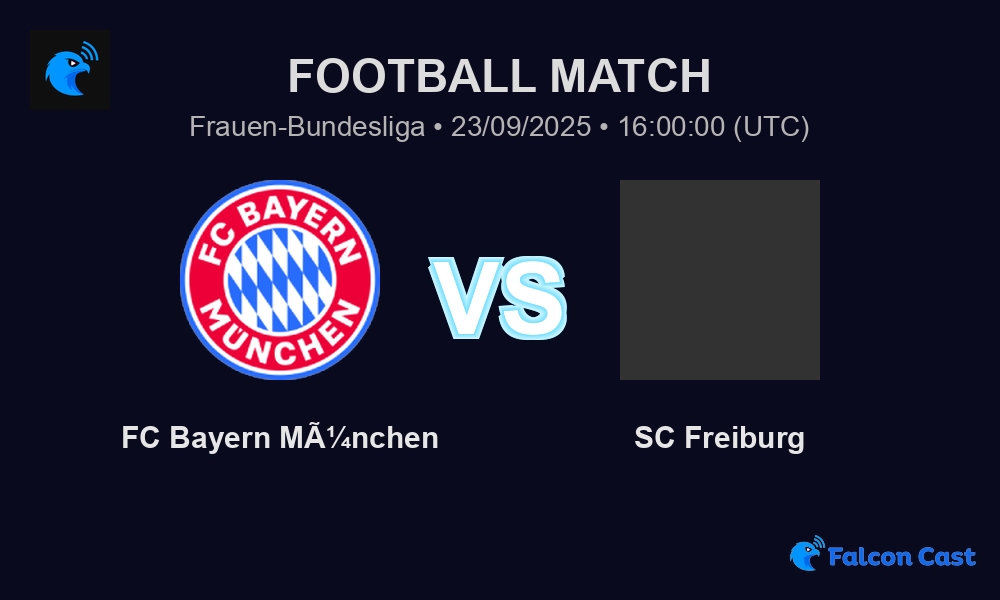 FOOTBALL MATCH
Frauen-Bundesliga • 23/09/2025 • 16:00:00 (UTC)
FC BAYERN
MÜNCHEN
VS
FC Bayern MÃ¼nchen
SC Freiburg
Falcon Cast